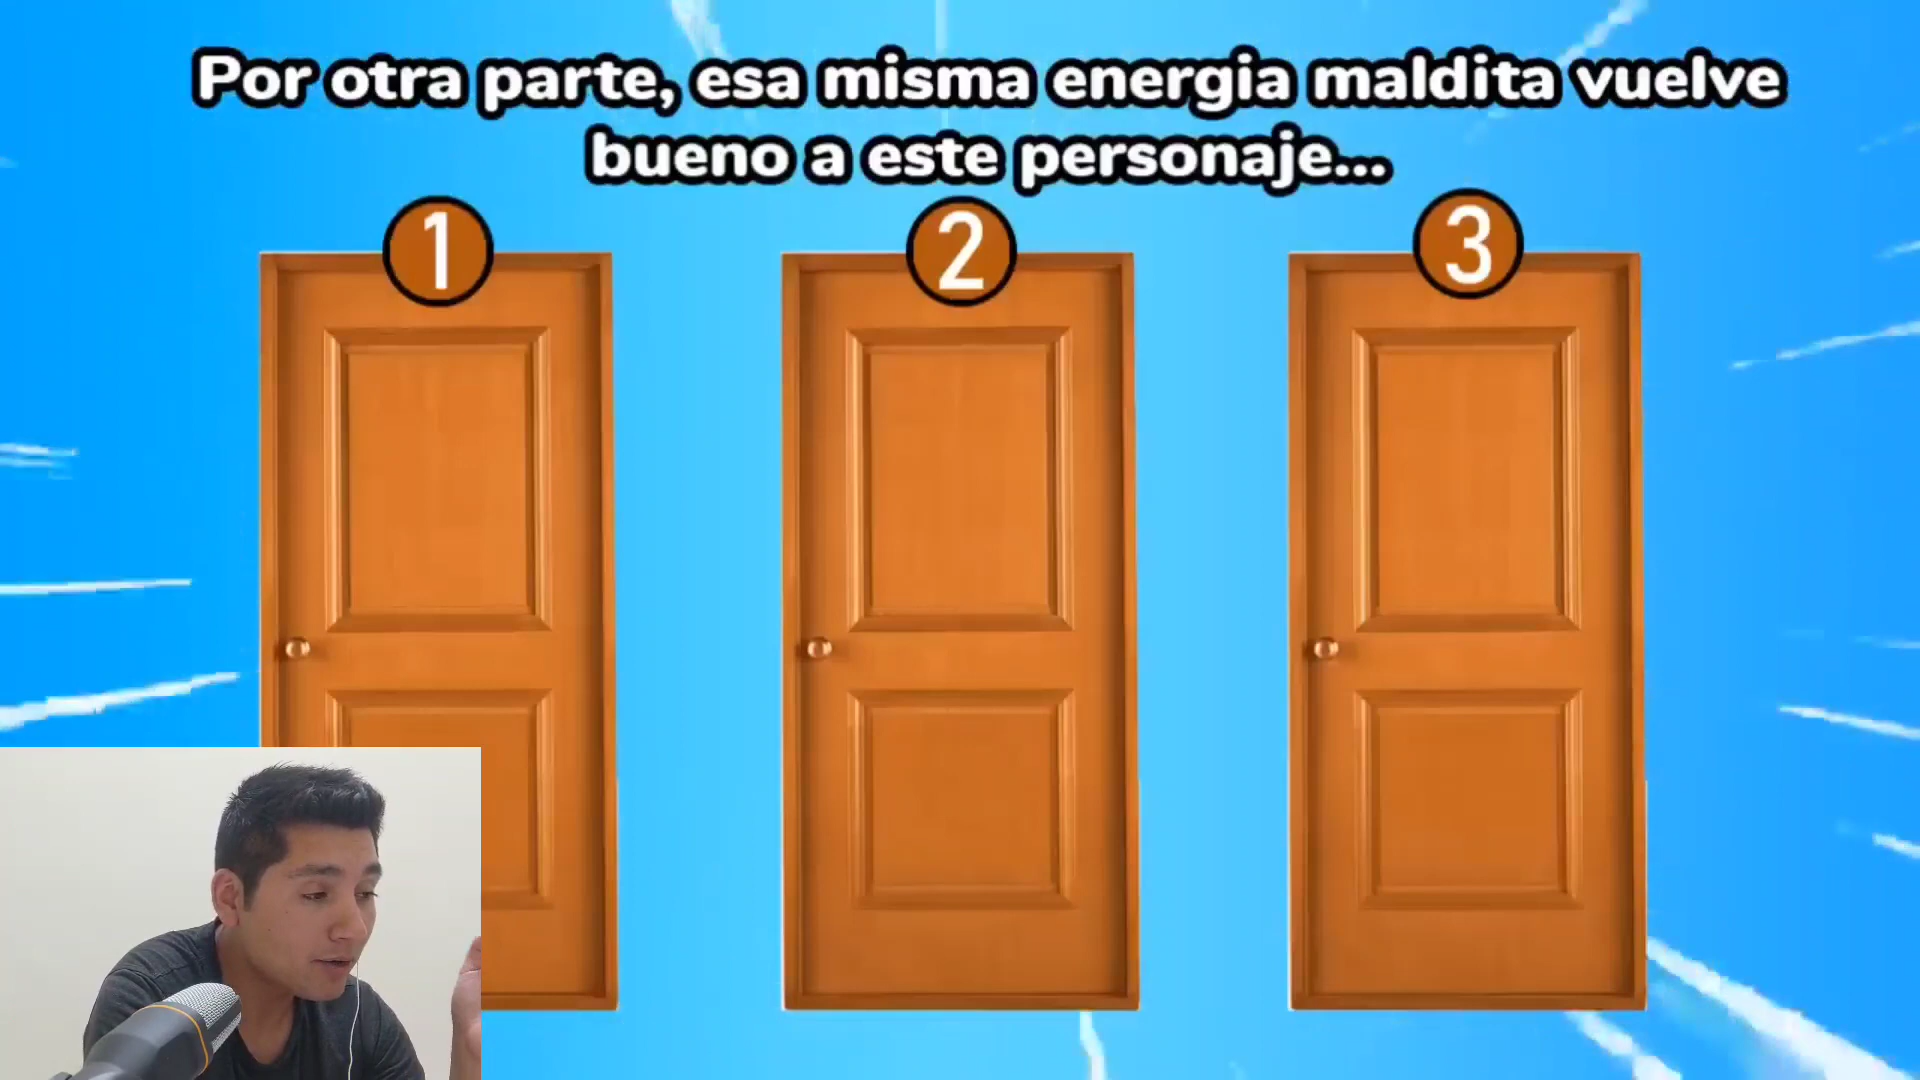 Por otra parte, esa misma energia maldita vuelve
bueno a este personaje...
1
2
3